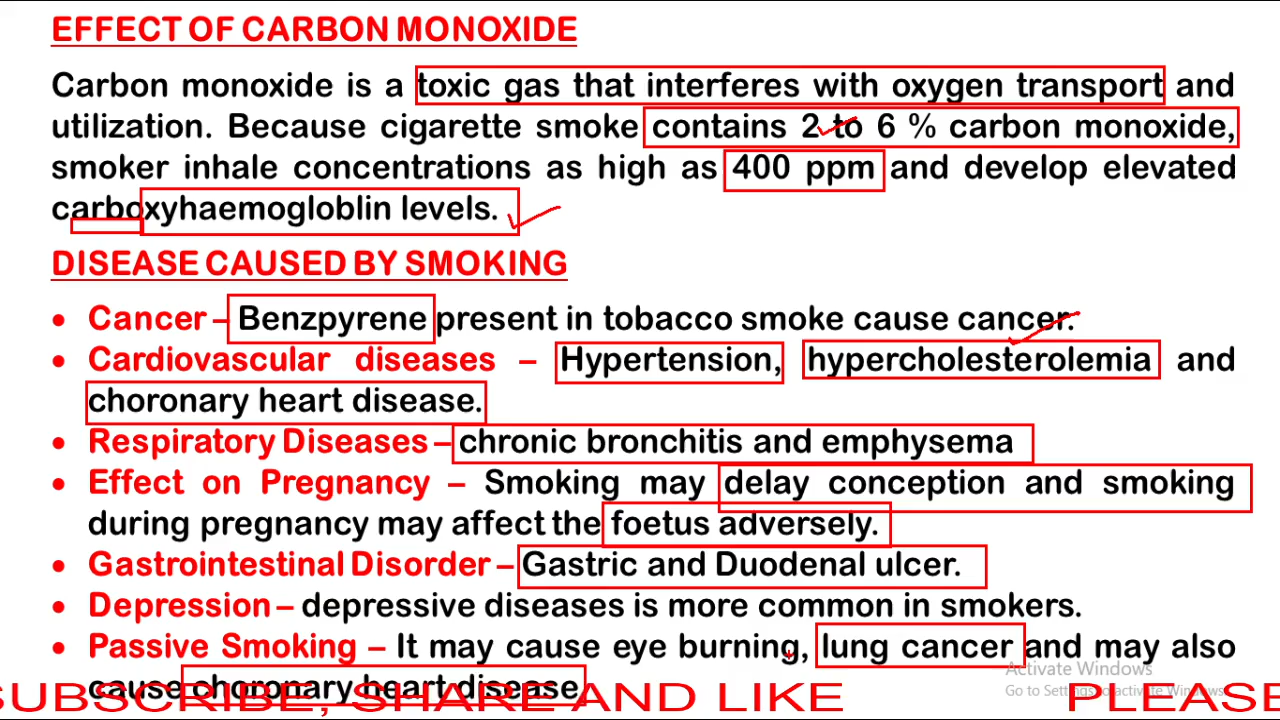 EFFECT OF CARBON MONOXIDE
Carbon monoxide is a toxic gas that interferes with oxygen transport and
utilization. Because cigarette smoke contains 2 to 6 % carbon monoxide,
smoker inhale concentrations as high as 400 ppm and develop elevated
carboxyhaemogloblin levels.
DISEASE CAUSED BY SMOKING
• Cancer – Benzpyrene present in tobacco smoke cause cancer.
• Cardiovascular diseases – Hypertension, hypercholesterolemia and
choronary heart disease.
• Respiratory Diseases – chronic bronchitis and emphysema
• Effect on Pregnancy – Smoking may delay conception and smoking
during pregnancy may affect the foetus adversely.
• Gastrointestinal Disorder – Gastric and Duodenal ulcer.
• Depression – depressive diseases is more common in smokers.
• Passive Smoking – It may cause eye burning, lung cancer and may also
cause choronary heart disease.
Activate Windows
Go to Settings to activate Windows.
SUBSCRIBE, SHARE AND LIKE PLEASE